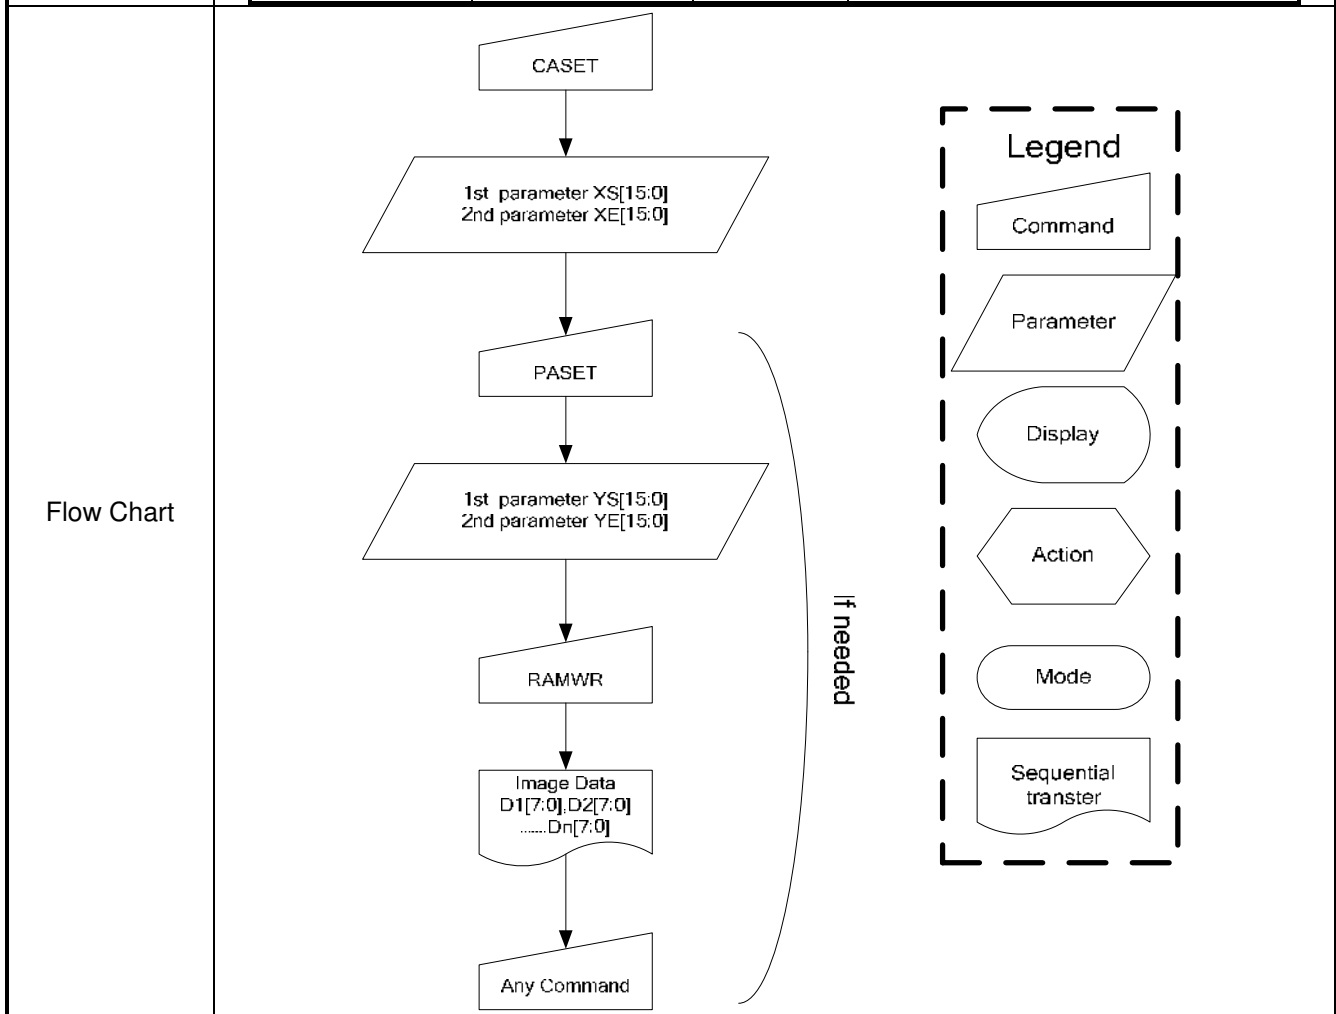 Flow Chart
CASET
1st parameter XS[15:0]
2nd parameter XE[15:0]
PASET
1st parameter YS[15:0]
2nd parameter YE[15:0]
RAMWR
Image Data
D1[7:0],D2[7:0]
.......Dn[7:0]
Any Command
If needed
Legend
Command
Parameter
Display
Action
Mode
Sequential
transter